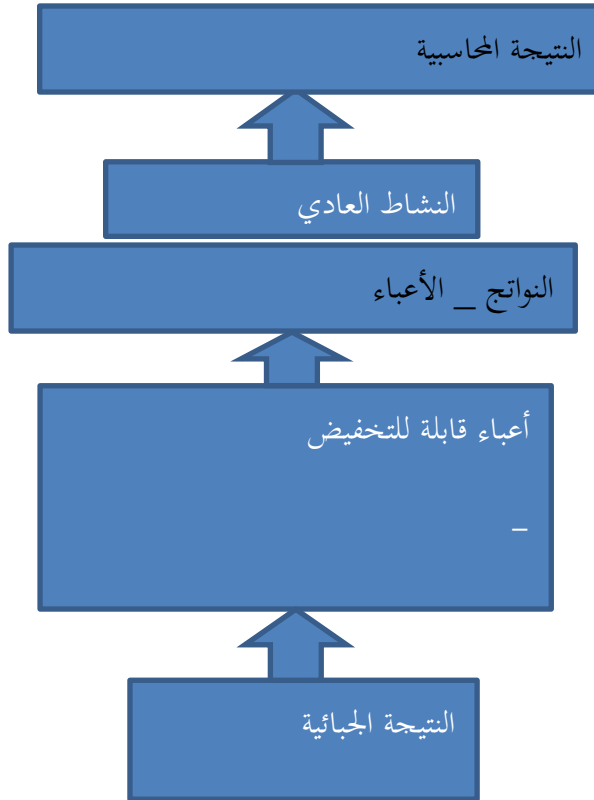 النتيجة المحاسبية
النشاط العادي
النواتج _ الأعباء
أعباء قابلة للتخفيض
_
النتيجة الجبائية